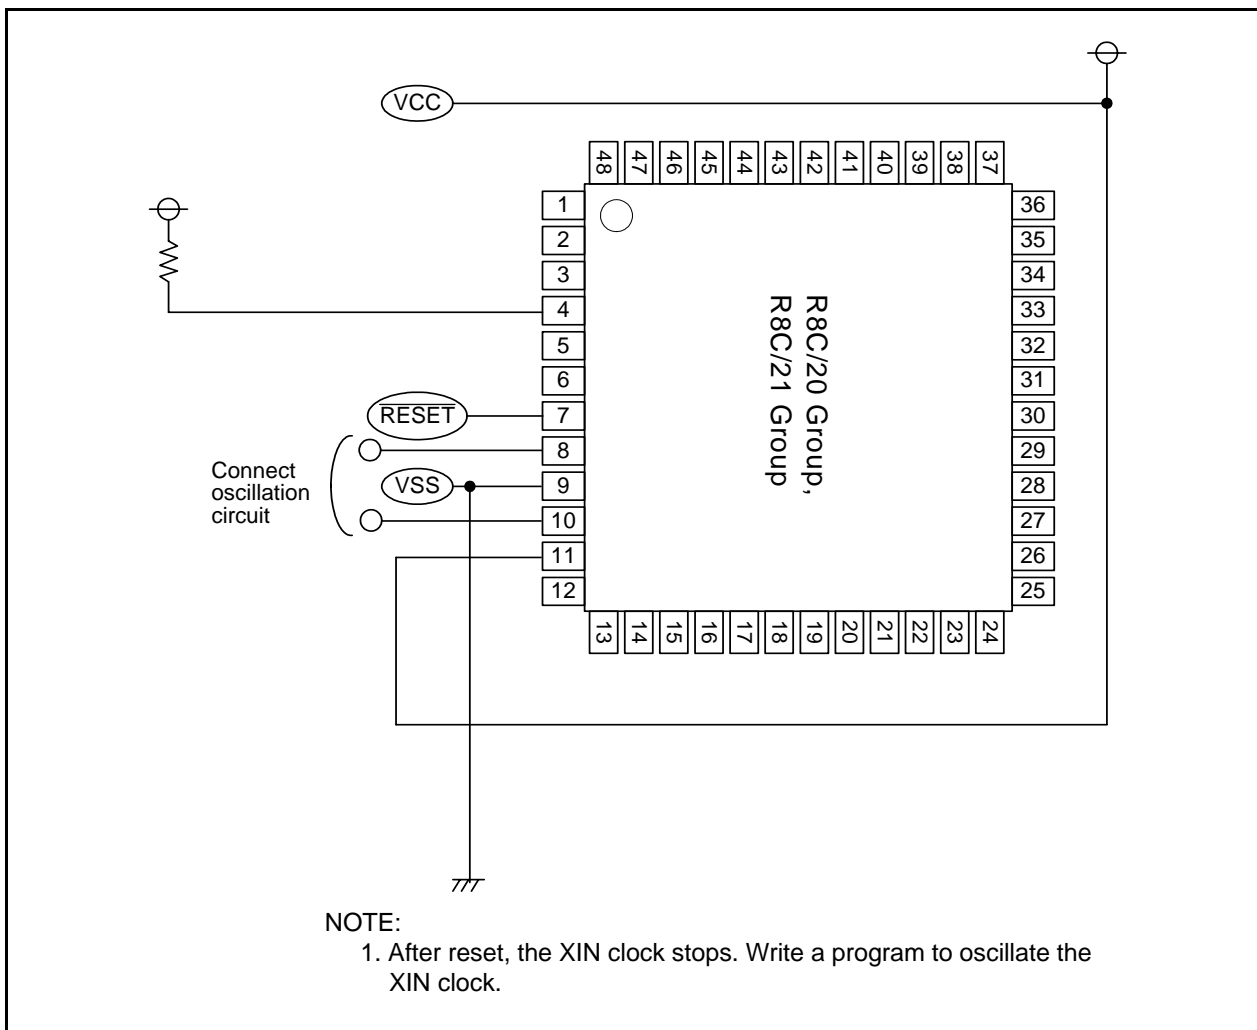 VCC
48 47 46 45 44 43 42 41 40 39 38 37
1
2
3
4
5
6
7
8
9
10
11
12
36
35
34
33
32
31
30
29
28
27
26
25
R8C/20 Group,
R8C/21 Group
RESET
VSS
Connect
oscillation
circuit
13 14 15 16 17 18 19 20 21 22 23 24
NOTE:
1. After reset, the XIN clock stops. Write a program to oscillate the
XIN clock.